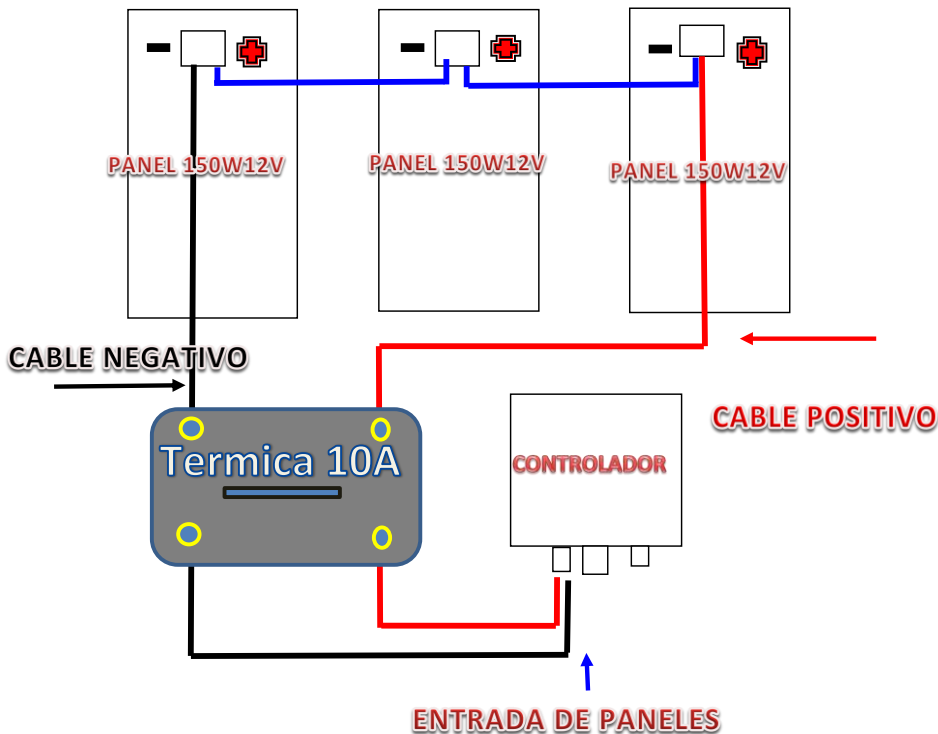 PANEL 150W12V
PANEL 150W12V
PANEL 150W12V
CABLE NEGATIVO
CABLE POSITIVO
Termica 10A
CONTROLADOR
ENTRADA DE PANELES